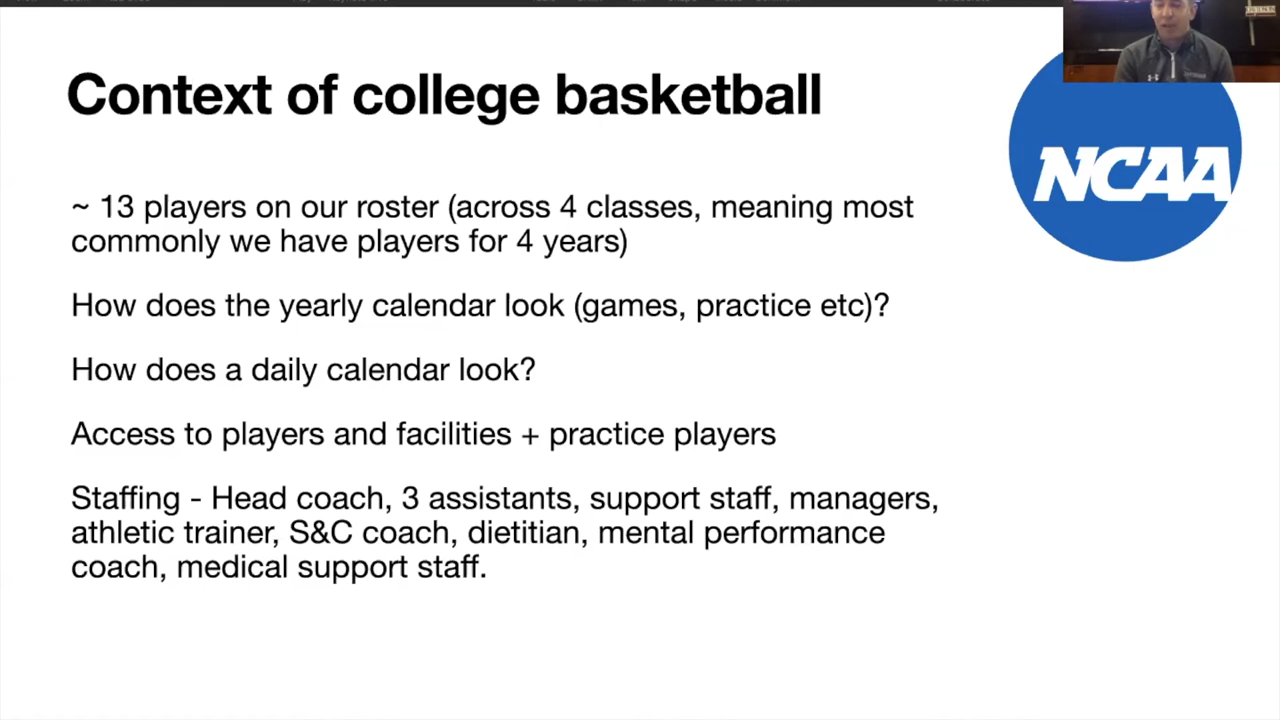 Context of college basketball
NCAA
~ 13 players on our roster (across 4 classes, meaning most
commonly we have players for 4 years)
How does the yearly calendar look (games, practice etc)?
How does a daily calendar look?
Access to players and facilities + practice players
Staffing - Head coach, 3 assistants, support staff, managers,
athletic trainer, S&C coach, dietitian, mental performance
coach, medical support staff.